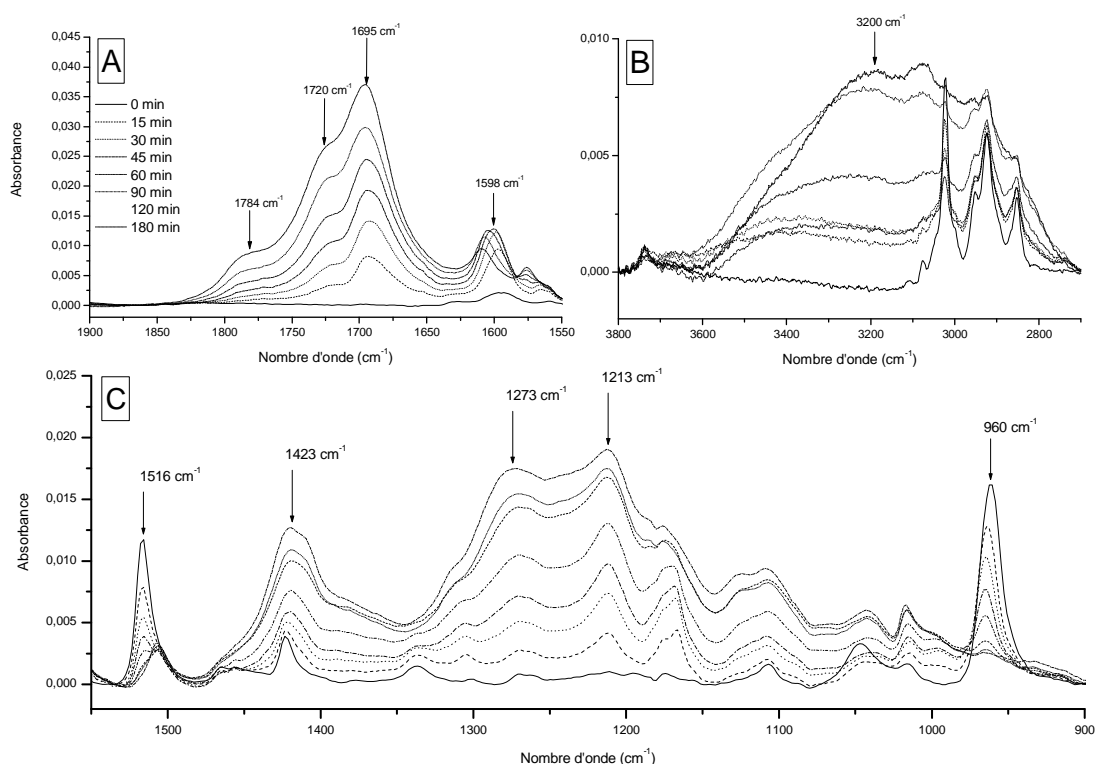 A
1695 cm-1
1720 cm-1
1784 cm-1
1598 cm-1
0,045
0,040
0,035
0,030
0,025
0,020
0,015
0,010
0,005
0,000
Absorbance
0 min
15 min
30 min
45 min
60 min
90 min
120 min
180 min
1900 1850 1800 1750 1700 1650 1600 1550
Nombre d'onde (cm-1)
B
3200 cm-1
0,010
0,005
0,000
3800 3600 3400 3200 3000 2800
Nombre d'onde (cm-1)
C
1516 cm-1
1423 cm-1
1273 cm-1
1213 cm-1
960 cm-1
0,025
0,020
0,015
0,010
0,005
0,000
Absorbance
1500 1400 1300 1200 1100 1000 900
Nombre d'onde (cm-1)